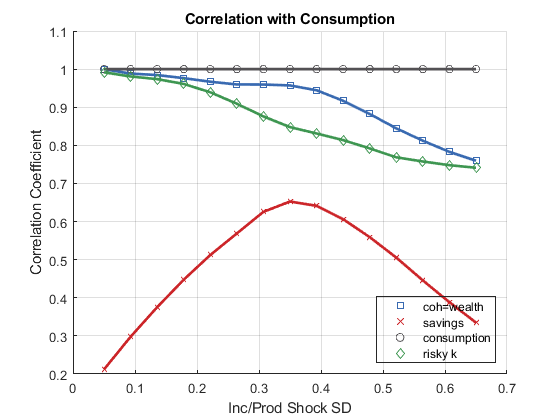 Correlation with Consumption
1.1
1
0.9
0.8
0.7
0.6
0.5
0.4
0.3
0.2
Correlation Coefficient
0
0.1
0.2
0.3
0.4
0.5
0.6
0.7
Inc/Prod Shock SD
coh=wealth
savings
consumption
risky k